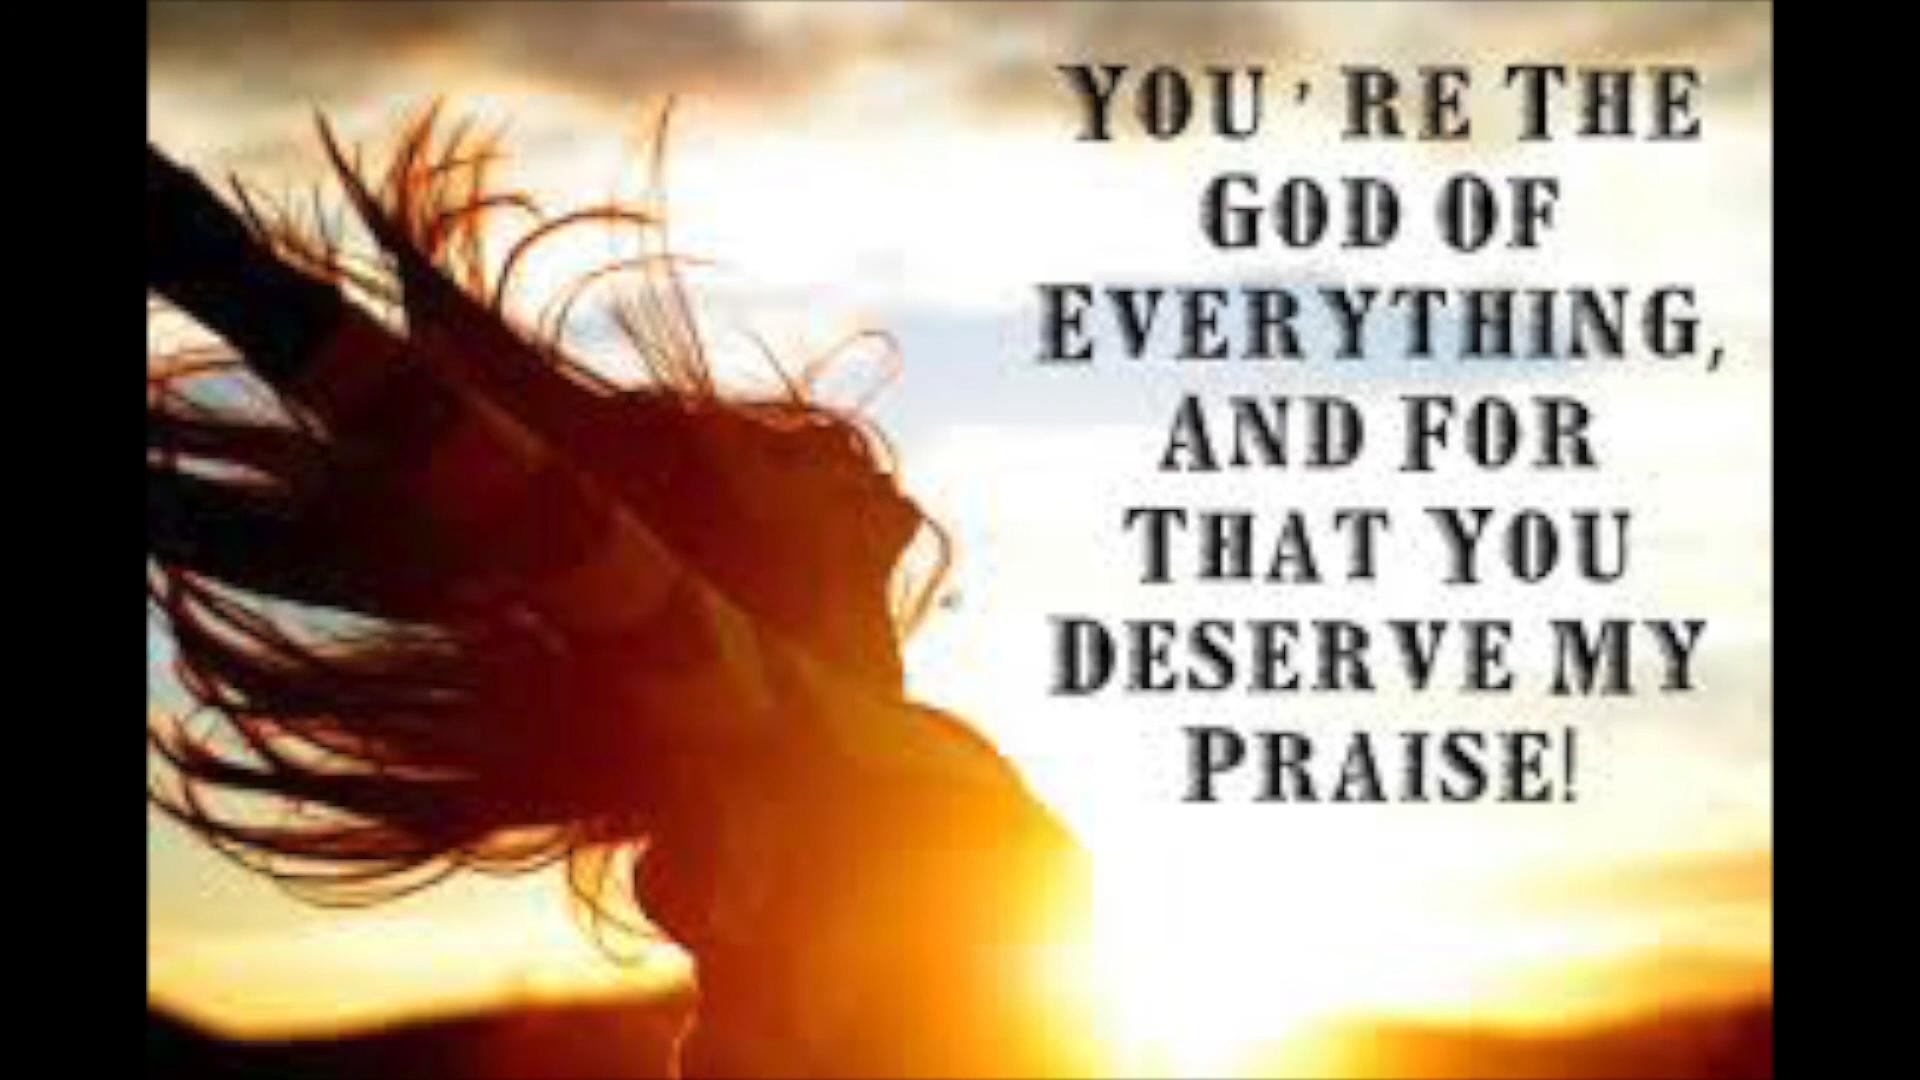 YOU'RE THE
GOD OF
EVERYTHING,
AND FOR
THAT YOU
DESERVE MY
PRAISE!